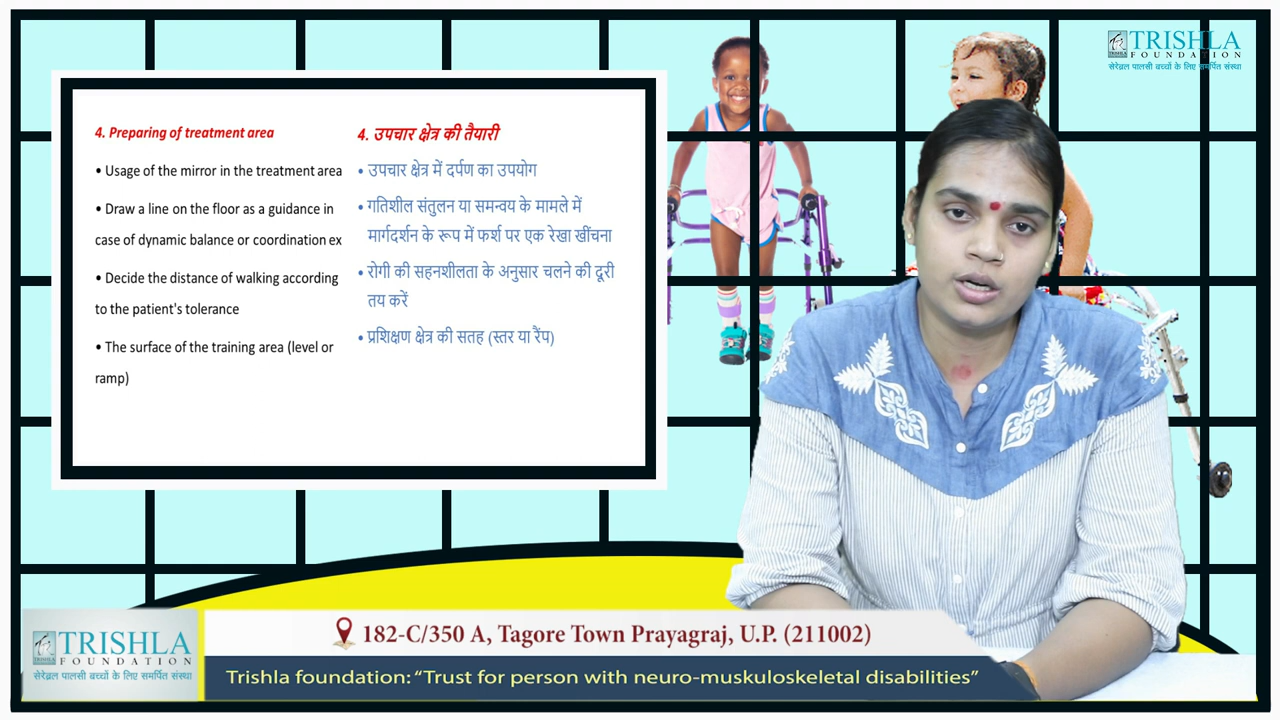 TRISHLA
FOUNDATION
सेरेब्रल पालसी बच्चों के लिए समर्पित संस्था
4. Preparing of treatment area
• Usage of the mirror in the treatment area
• Draw a line on the floor as a guidance in
case of dynamic balance or coordination ex
• Decide the distance of walking according
to the patient's tolerance
• The surface of the training area (level or
ramp)
4. उपचार क्षेत्र की तैयारी
• उपचार क्षेत्र में दर्पण का उपयोग
• गतिशील संतुलन या समन्वय के मामले में
मार्गदर्शन के रूप में फर्श पर एक रेखा खींचना
• रोगी की सहनशीलता के अनुसार चलने की दूरी
तय करें
• प्रशिक्षण क्षेत्र की सतह (स्तर या रैंप)
TRISHLA
FOUNDATION
सेरेब्रल पालसी बच्चों के लिए समर्पित संस्था
182-C/350 A, Tagore Town Prayagraj, U.P. (211002)
Trishla foundation: “Trust for person with neuro-muskuloskeletal disabilities”